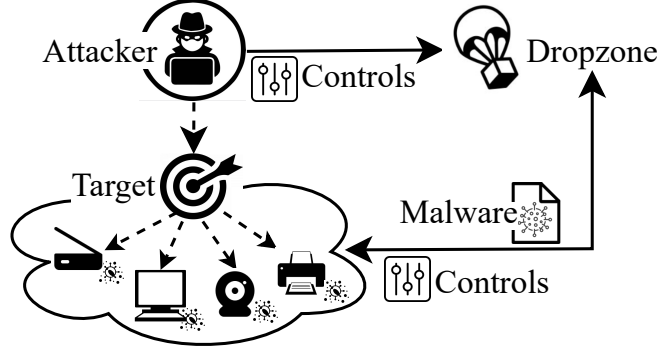 Attacker
Controls
Dropzone
Target
Malware
Controls